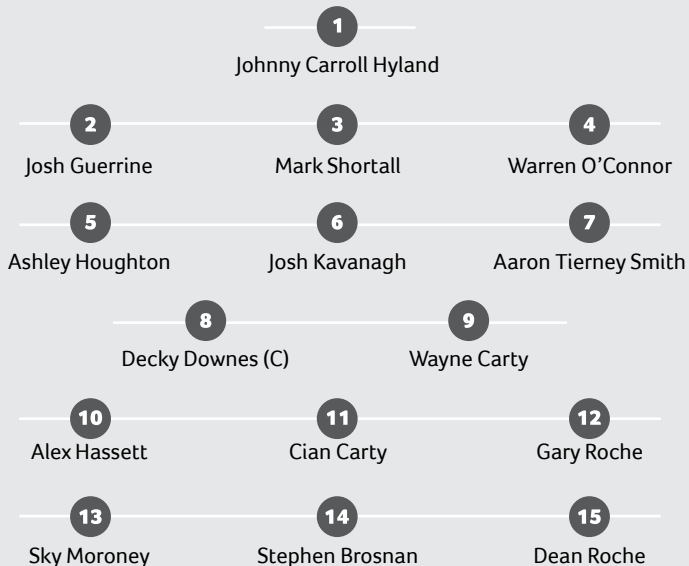 1
Johnny Carroll Hyland
2 3 4
Josh Guerrine Mark Shortall Warren O’Connor
5 6 7
Ashley Houghton Josh Kavanagh Aaron Tierney Smith
8 9
Decky Downes (C) Wayne Carty
10 11 12
Alex Hassett Cian Carty Gary Roche
13 14 15
Sky Moroney Stephen Brosnan Dean Roche